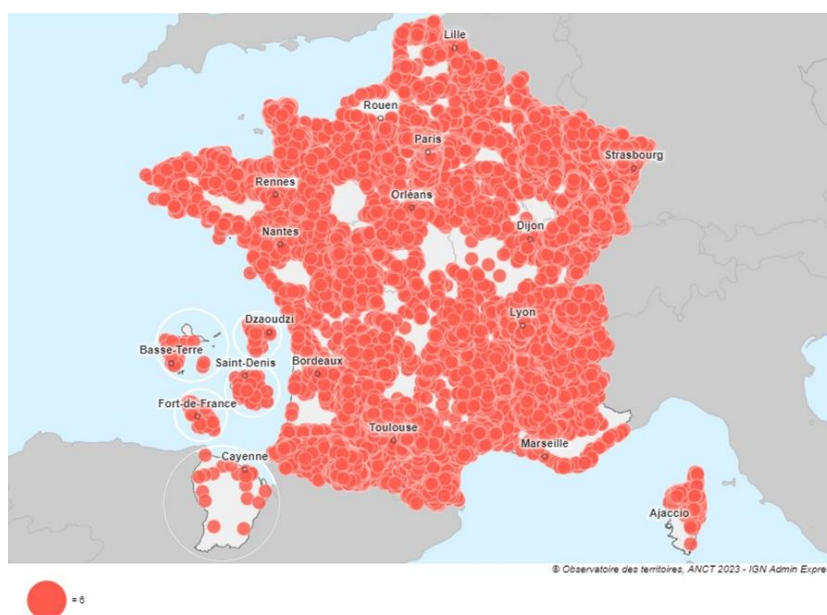 Lille
Rouen
Paris
Strasbourg
Rennes
Orléans
Dijon
Nantes
Dzaoudzi
Lyon
Basse-Terre
Saint-Denis
Bordeaux
Fort-de-France
Toulouse
Marseille
Cayenne
Ajaccio
© Observatoire des territoires, ANCT 2023 - IGN Admin Expre
= 6